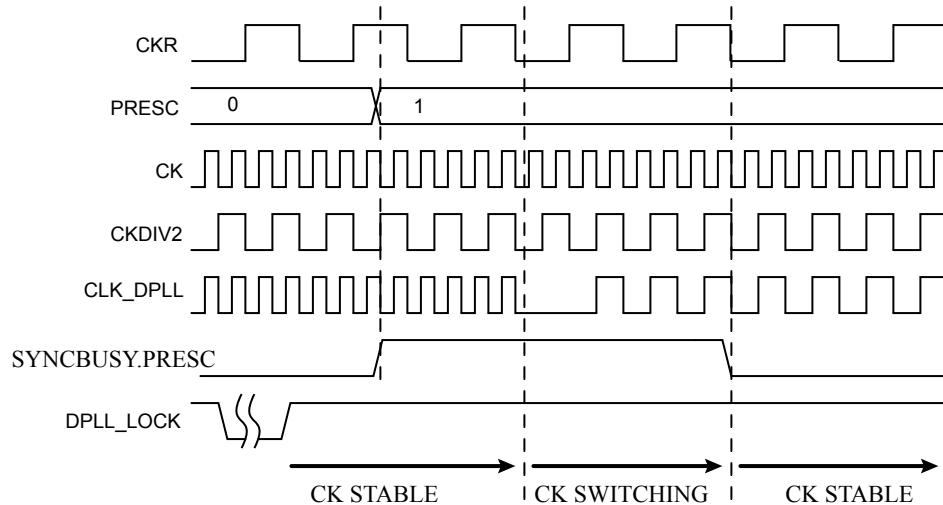 CKR
PRESC
0
1
CK
CKDIV2
CLK_DPLL
SYNCBUSY.PRESC
DPLL_LOCK
CK STABLE
CK SWITCHING
CK STABLE